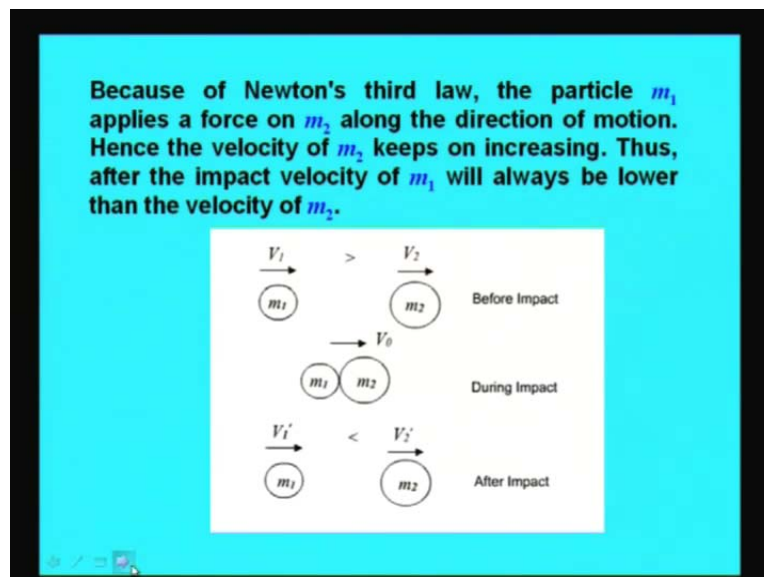 Because of Newton's third law, the particle m₁
applies a force on m₂ along the direction of motion.
Hence the velocity of m₂ keeps on increasing. Thus,
after the impact velocity of m₁ will always be lower
than the velocity of m₂.
V₁ > V₂
m₁ m₂ Before Impact
V₀
m₁ m₂ During Impact
V₁' < V₂'
m₁ m₂ After Impact